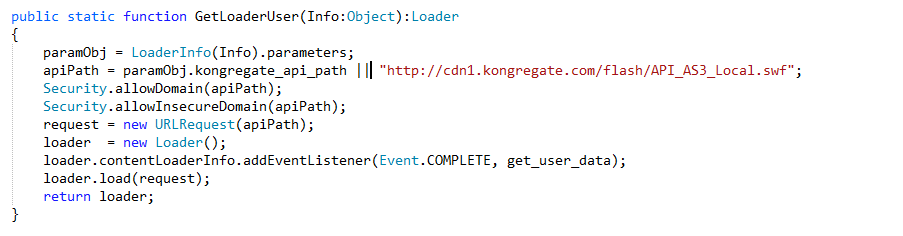 public static function GetLoaderUser(Info:Object):Loader
{
    paramObj = LoaderInfo(Info).parameters;
    apiPath = paramObj.kongregate_api_path || "http://cdn1.kongregate.com/flash/API_AS3_Local.swf";
    Security.allowDomain(apiPath);
    Security.allowInsecureDomain(apiPath);
    request = new URLRequest(apiPath);
    loader  = new Loader();
    loader.contentLoaderInfo.addEventListener(Event.COMPLETE, get_user_data);
    loader.load(request);
    return loader;
}